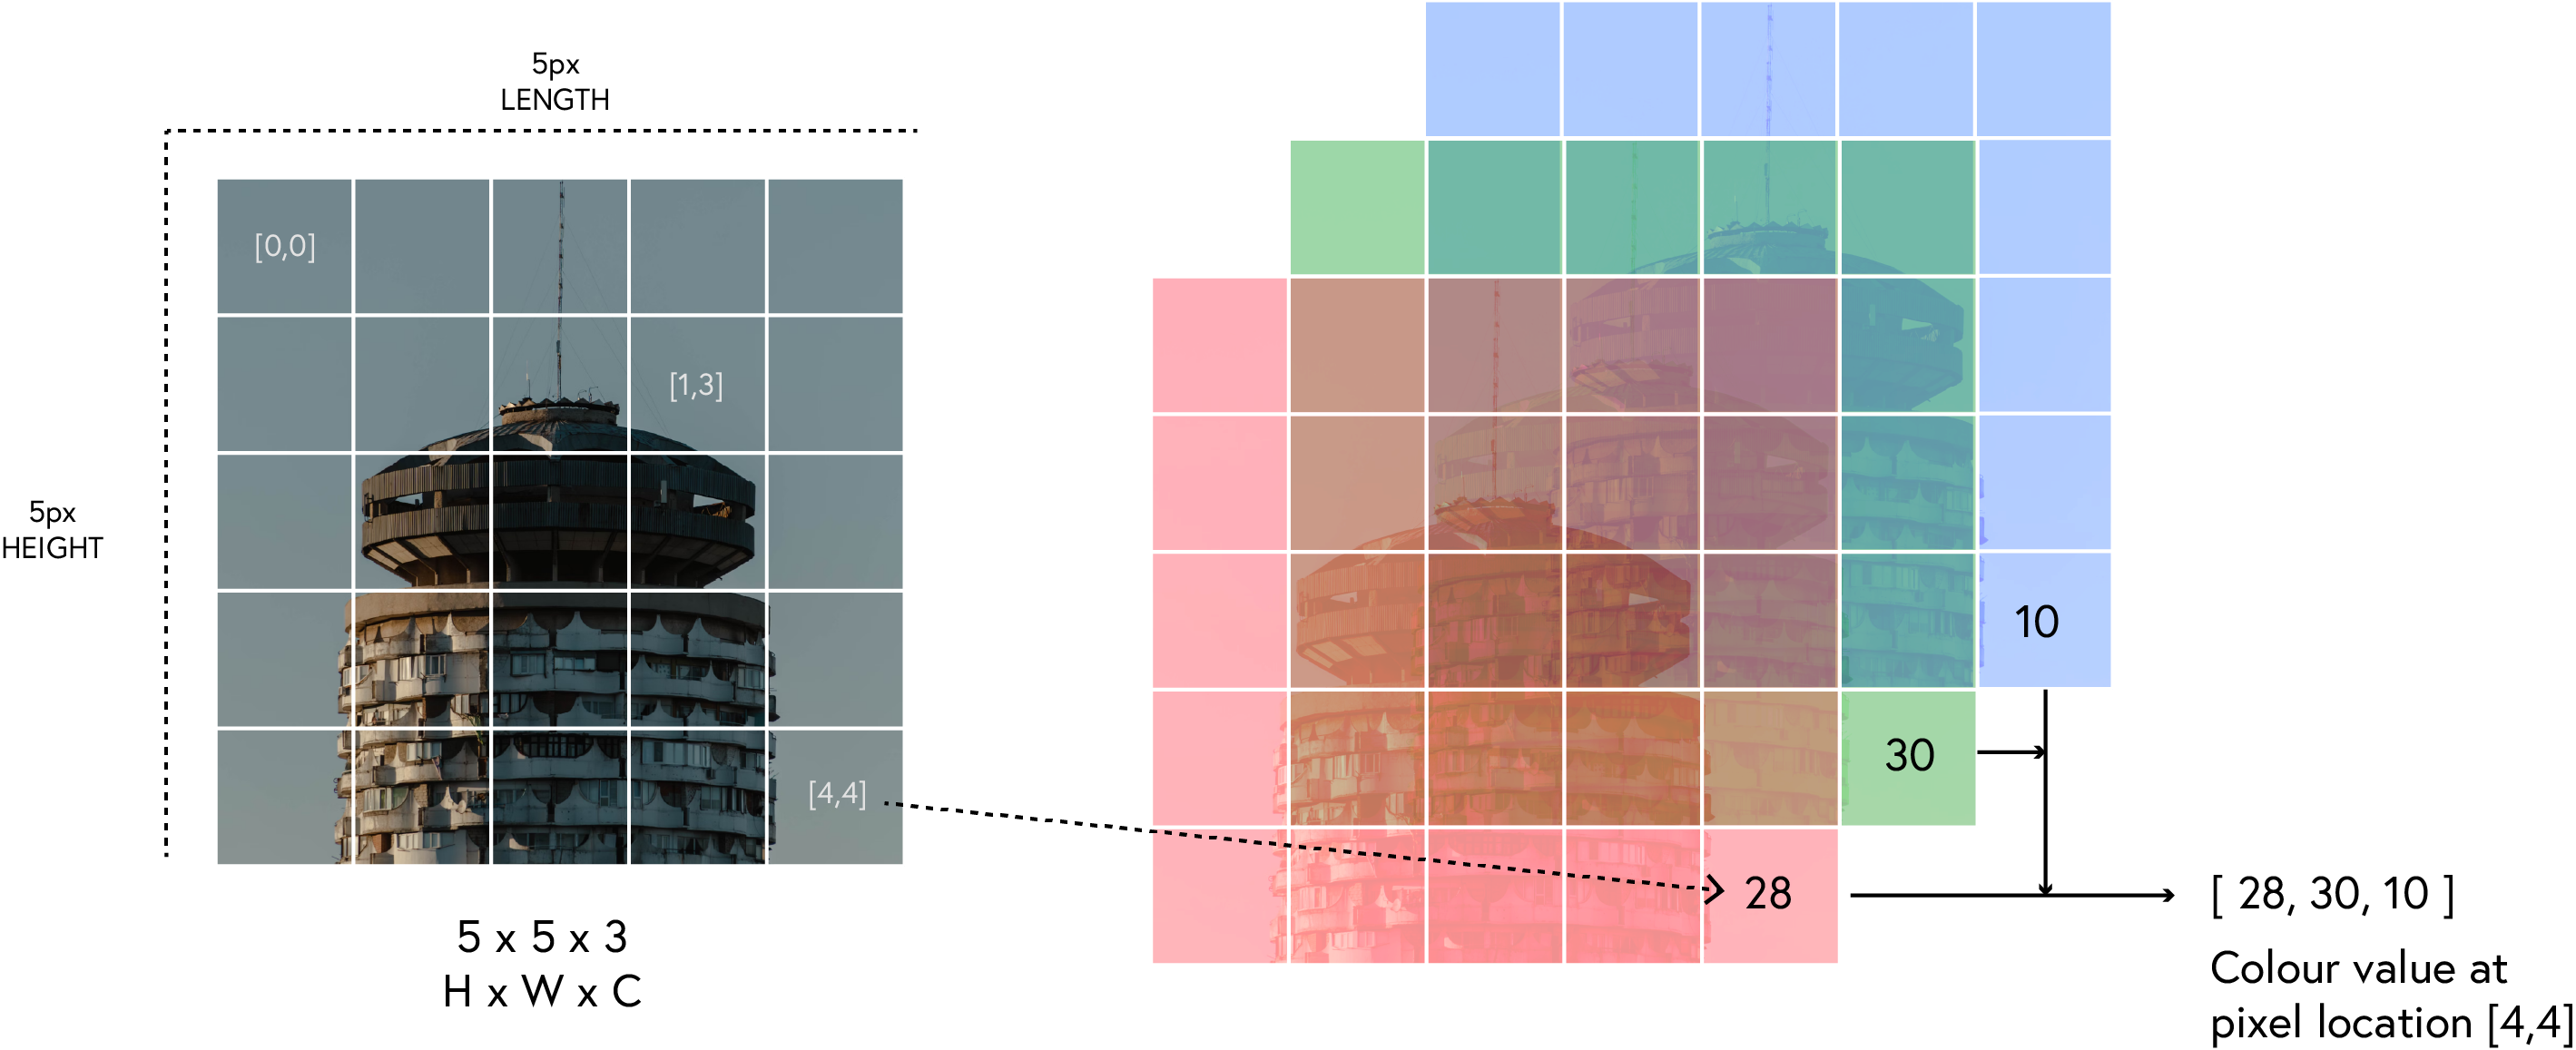 5px
LENGTH
5px
HEIGHT
[0,0]
[1,3]
[4,4]
5 x 5 x 3
H x W x C
10
30
28
[ 28, 30, 10 ]
Colour value at
pixel location [4,4]